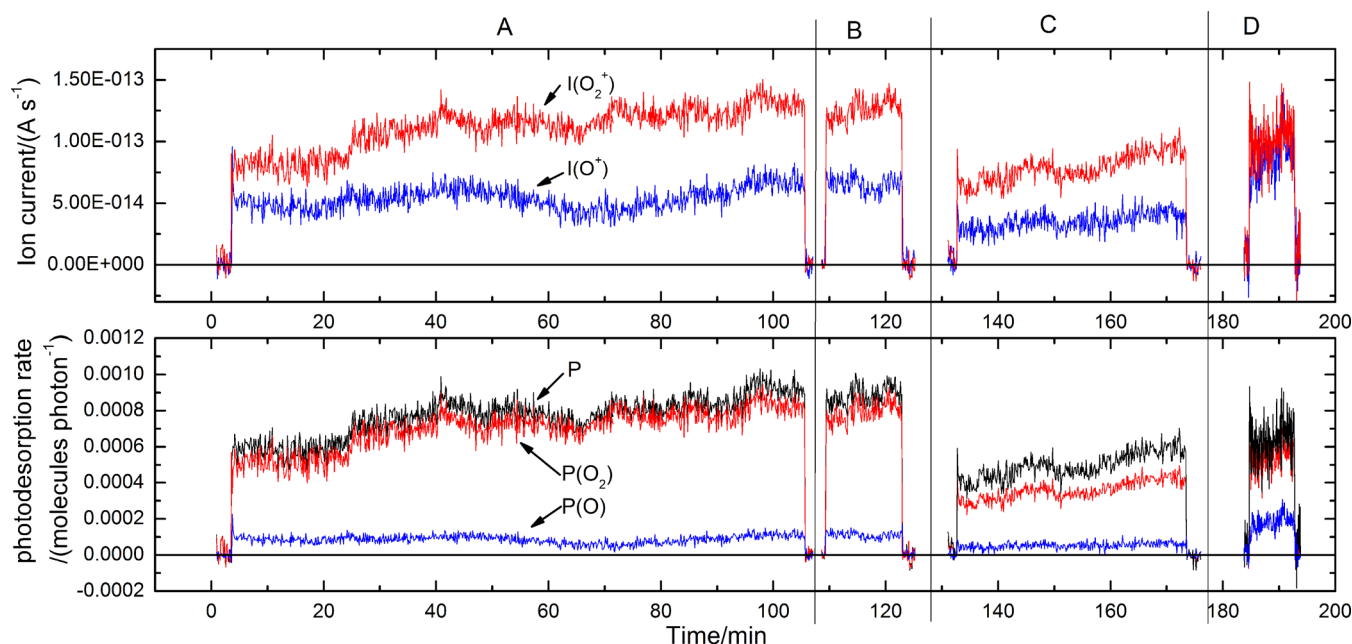 A B C D
Ion current/(A s⁻¹)
1.50E-013
1.00E-013
5.00E-014
0.00E+000
I(O₂⁺)
I(O⁺)
0 20 40 60 80 100 120 140 160 180 200
photodesorption rate
/(molecules photon⁻¹)
0.0012
0.0010
0.0008
0.0006
0.0004
0.0002
0.0000
-0.0002
P
P(O₂)
P(O)
0 20 40 60 80 100 120 140 160 180 200
Time/min